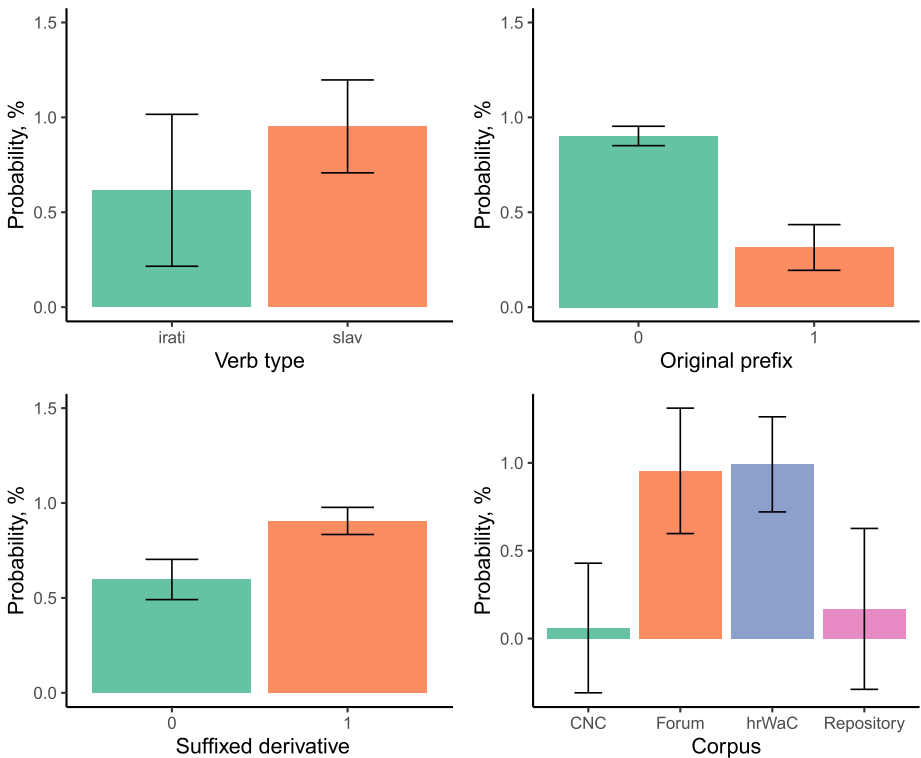 Probability, %
1.5
1.0
0.5
0.0
irati slav
Verb type
Probability, %
1.5
1.0
0.5
0.0
0 1
Original prefix
Probability, %
1.5
1.0
0.5
0.0
0 1
Suffixed derivative
Probability, %
1.0
0.5
0.0
CNC Forum hrWaC Repository
Corpus